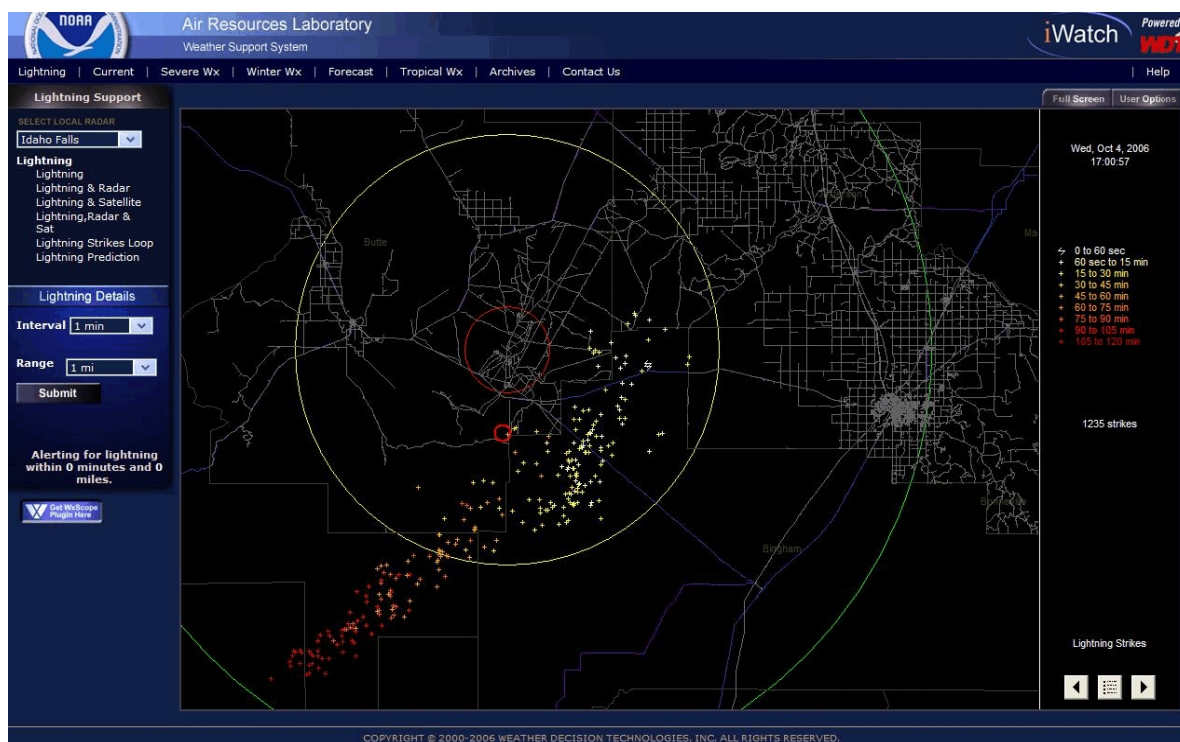 NOAA
Air Resources Laboratory
Weather Support System
iWatch
Powered
WDT
Lightning | Current | Severe Wx | Winter Wx | Forecast | Tropical Wx | Archives | Contact Us
| Help
Lightning Support
Full Screen
User Options
SELECT LOCAL RADAR
Idaho Falls
Lightning
Lightning
Lightning & Radar
Lightning & Satellite
Lightning,Radar &
Sat
Lightning Strikes Loop
Lightning Prediction
Lightning Details
Interval 1 min
Range 1 mi
Submit
Alerting for lightning
within 0 minutes and 0
miles.
Get WxScope
Plugin Here
Butte
Bingham
Bonneville
Wed, Oct 4, 2006
17:00:57
0 to 60 sec
60 sec to 15 min
15 to 30 min
30 to 45 min
45 to 60 min
60 to 75 min
75 to 90 min
90 to 105 min
105 to 120 min
1235 strikes
Lightning Strikes
COPYRIGHT © 2000-2006 WEATHER DECISION TECHNOLOGIES, INC. ALL RIGHTS RESERVED.